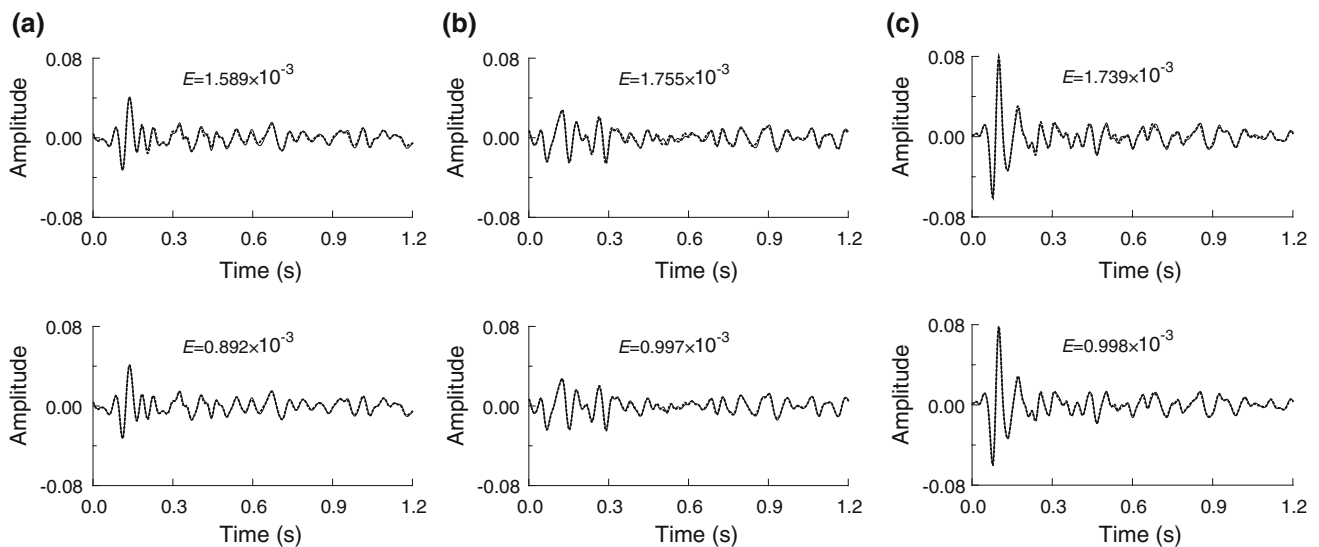 (a)
(b)
(c)
0.08
0.00
-0.08
Amplitude
E=1.589×10-3
0.0 0.3 0.6 0.9 1.2
Time (s)
0.08
0.00
-0.08
Amplitude
E=1.755×10-3
0.0 0.3 0.6 0.9 1.2
Time (s)
0.08
0.00
-0.08
Amplitude
E=1.739×10-3
0.0 0.3 0.6 0.9 1.2
Time (s)
0.08
0.00
-0.08
Amplitude
E=0.892×10-3
0.0 0.3 0.6 0.9 1.2
Time (s)
0.08
0.00
-0.08
Amplitude
E=0.997×10-3
0.0 0.3 0.6 0.9 1.2
Time (s)
0.08
0.00
-0.08
Amplitude
E=0.998×10-3
0.0 0.3 0.6 0.9 1.2
Time (s)